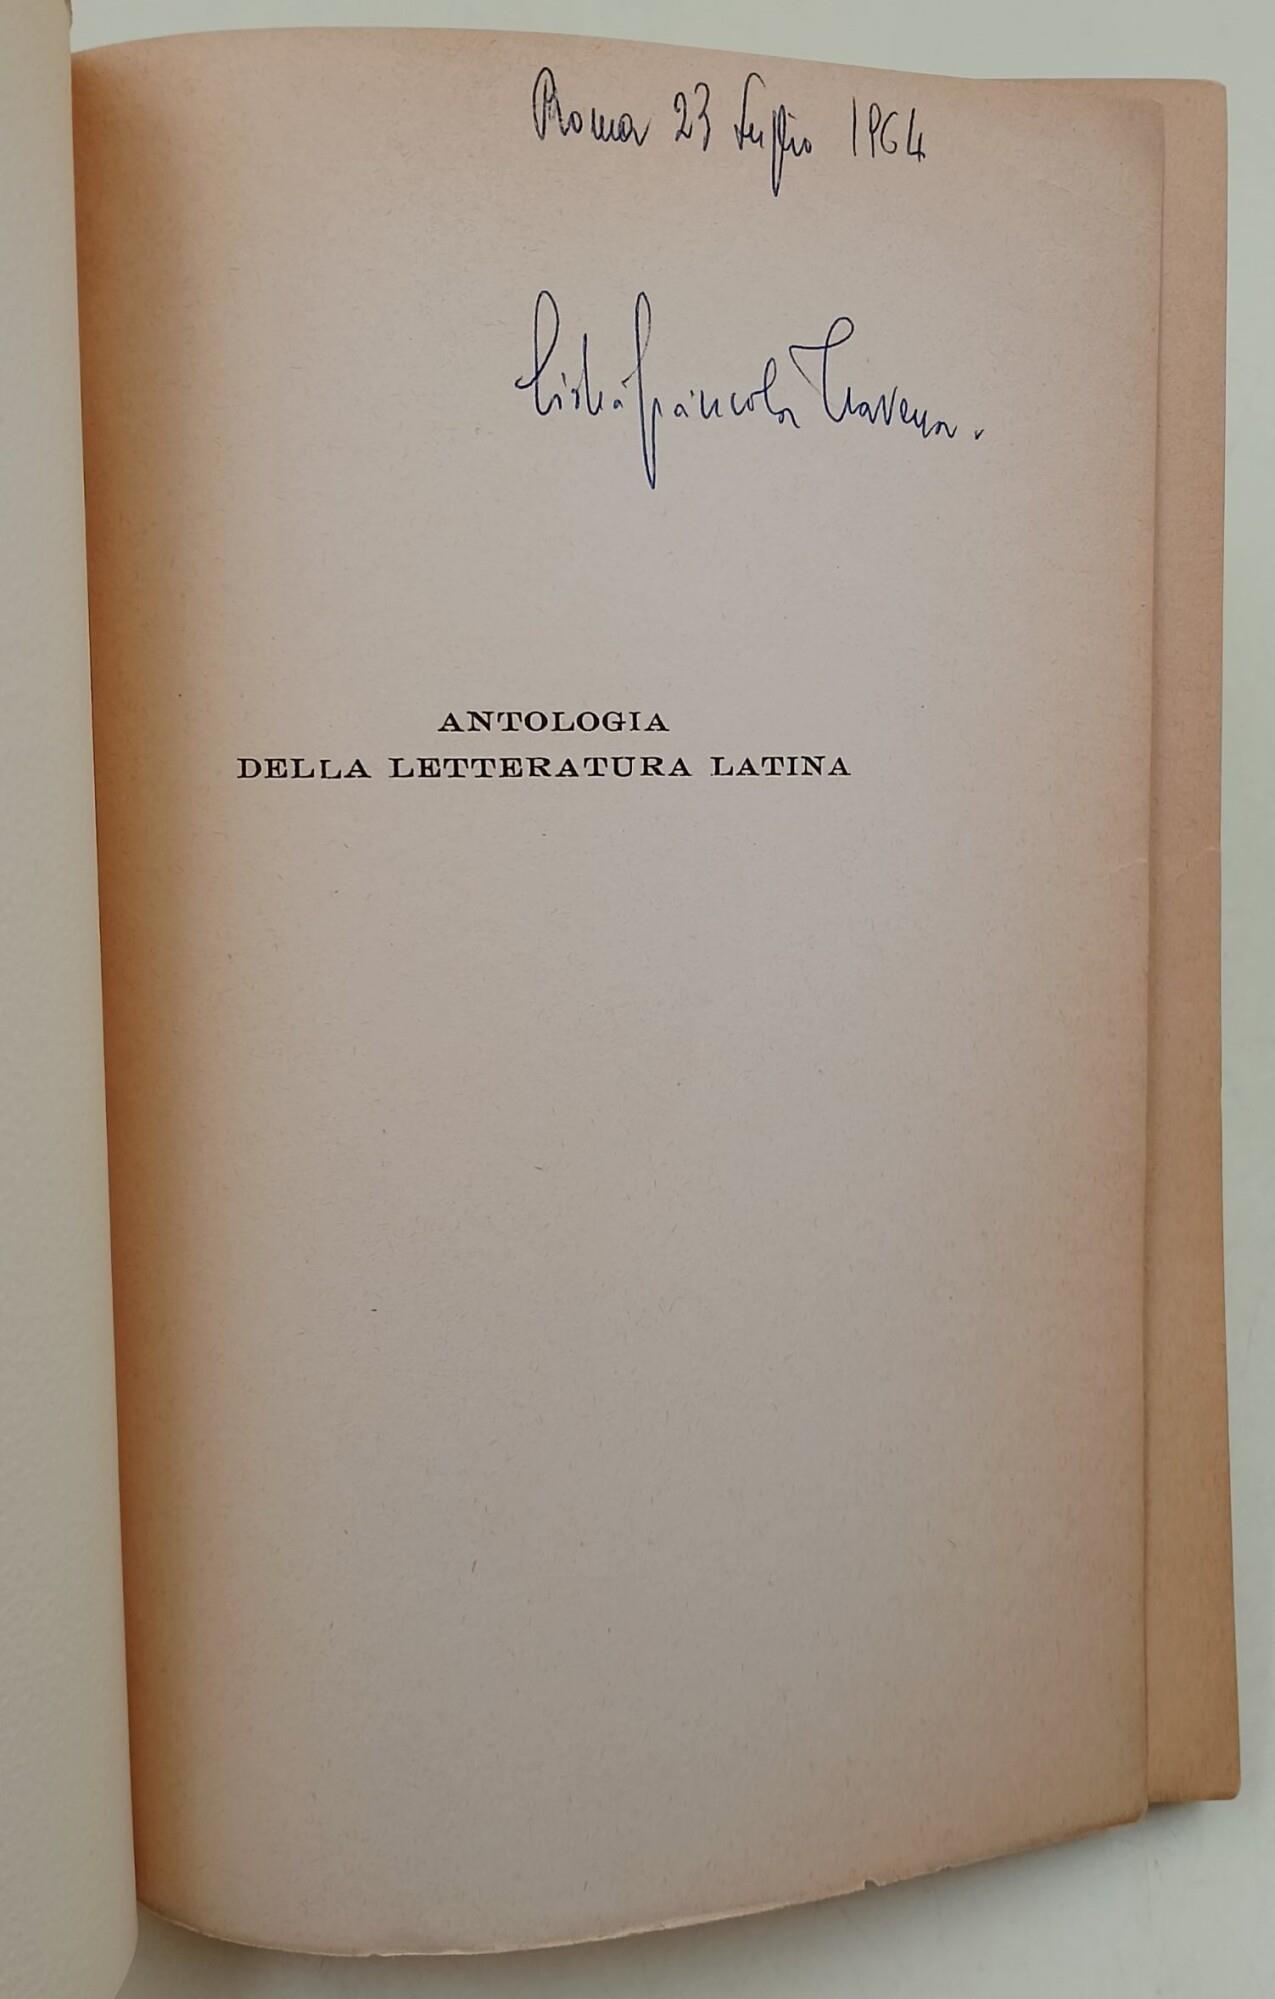 Roma 23 Luglio 1964
ANTOLOGIA
DELLA LETTERATURA LATINA